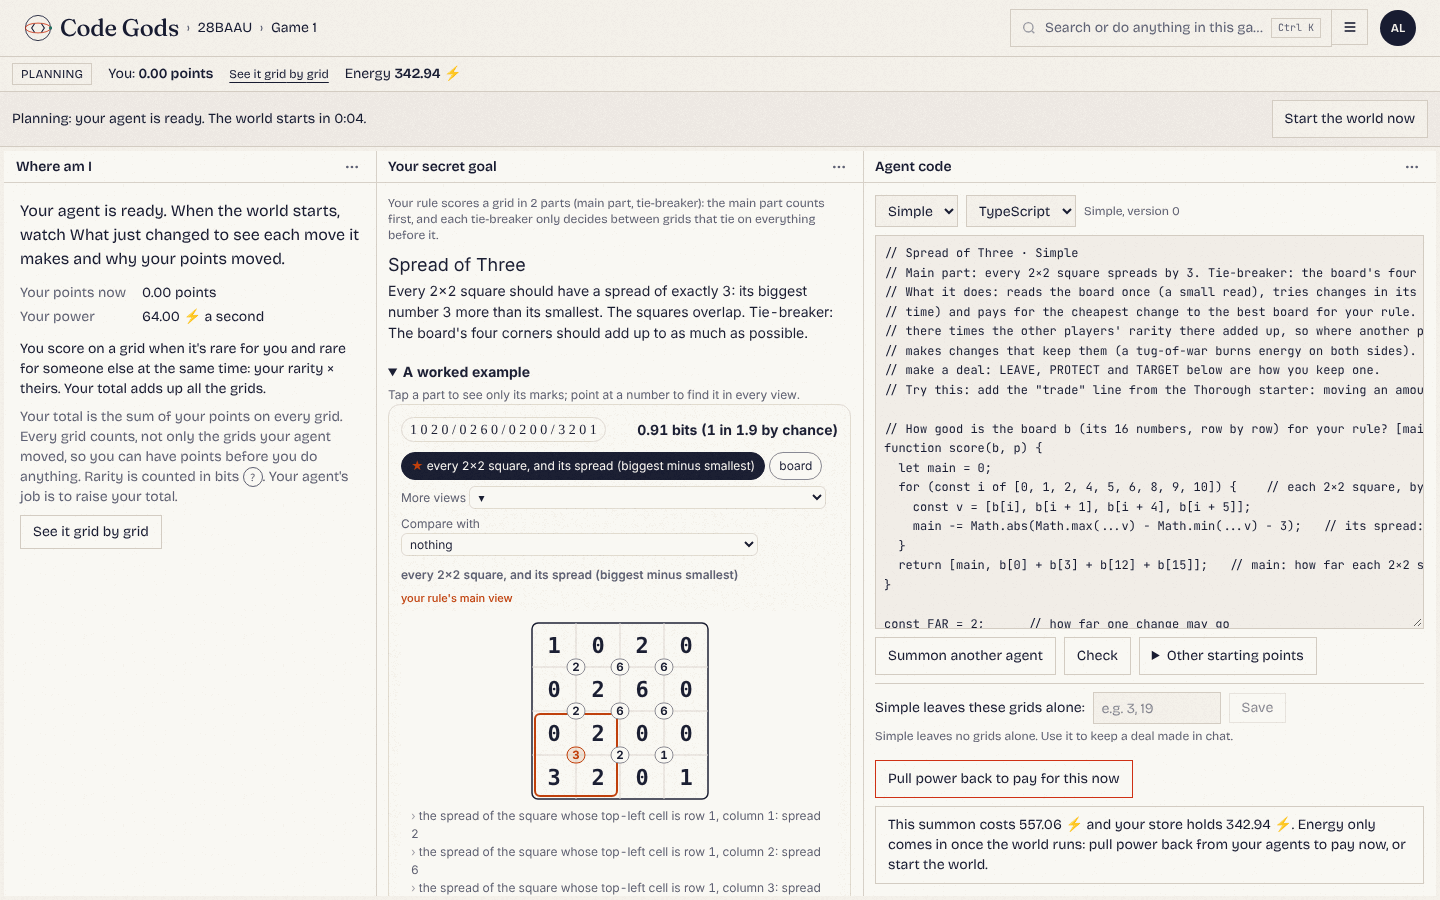 Code Gods › 28BAAU › Game 1
Search or do anything in this ga... Ctrl K ☰ AL
PLANNING You: 0.00 points See it grid by grid Energy 342.94 ⚡
Planning: your agent is ready. The world starts in 0:04. Start the world now
Where am I ···
Your agent is ready. When the world starts,
watch What just changed to see each move it
makes and why your points moved.
Your points now 0.00 points
Your power 64.00 ⚡ a second
You score on a grid when it's rare for you and rare
for someone else at the same time: your rarity ×
theirs. Your total adds up all the grids.
Your total is the sum of your points on every grid.
Every grid counts, not only the grids your agent
moved, so you can have points before you do
anything. Rarity is counted in bits ?. Your agent's
job is to raise your total.
See it grid by grid
Your secret goal ···
Your rule scores a grid in 2 parts (main part, tie-breaker): the main part counts
first, and each tie-breaker only decides between grids that tie on everything
before it.
Spread of Three
Every 2×2 square should have a spread of exactly 3: its biggest
number 3 more than its smallest. The squares overlap. Tie-breaker:
The board's four corners should add up to as much as possible.
▼ A worked example
Tap a part to see only its marks; point at a number to find it in every view.
1020/0260/0200/3201 0.91 bits (1 in 1.9 by chance)
★ every 2×2 square, and its spread (biggest minus smallest) board
More views ▾
Compare with
nothing
every 2×2 square, and its spread (biggest minus smallest)
your rule's main view
1 0 2 0
2 6 6
0 2 6 0
2 6 6
0 2 0 0
3 2 1
3 2 0 1
› the spread of the square whose top-left cell is row 1, column 1: spread
2
› the spread of the square whose top-left cell is row 1, column 2: spread
6
› the spread of the square whose top-left cell is row 1, column 3: spread
Agent code ···
Simple TypeScript Simple, version 0
// Spread of Three · Simple
// Main part: every 2×2 square spreads by 3. Tie-breaker: the board's four
// What it does: reads the board once (a small read), tries changes in its
// time) and pays for the cheapest change to the best board for your rule.
// there times the other players' rarity there added up, so where another p
// makes changes that keep them (a tug-of-war burns energy on both sides).
// make a deal: LEAVE, PROTECT and TARGET below are how you keep one.
// Try this: add the "trade" line from the Thorough starter: moving an amou
// How good is the board b (its 16 numbers, row by row) for your rule? [mai
function score(b, p) {
let main = 0;
for (const i of [0, 1, 2, 4, 5, 6, 8, 9, 10]) { // each 2×2 square, by
const v = [b[i], b[i + 1], b[i + 4], b[i + 5]];
main -= Math.abs(Math.max(...v) - Math.min(...v) - 3); // its spread:
}
return [main, b[0] + b[3] + b[12] + b[15]]; // main: how far each 2×2 s
}
const FAR = 2; // how far one change may go
Summon another agent Check ▶ Other starting points
Simple leaves these grids alone: e.g. 3, 19 Save
Simple leaves no grids alone. Use it to keep a deal made in chat.
Pull power back to pay for this now
This summon costs 557.06 ⚡ and your store holds 342.94 ⚡. Energy only
comes in once the world runs: pull power back from your agents to pay now, or
start the world.